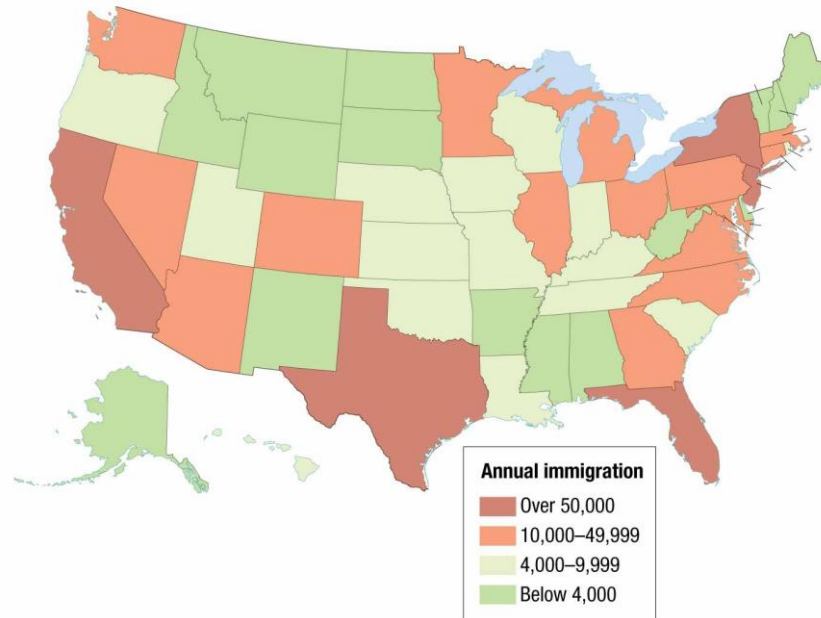 Annual immigration
Over 50,000
10,000–49,999
4,000–9,999
Below 4,000